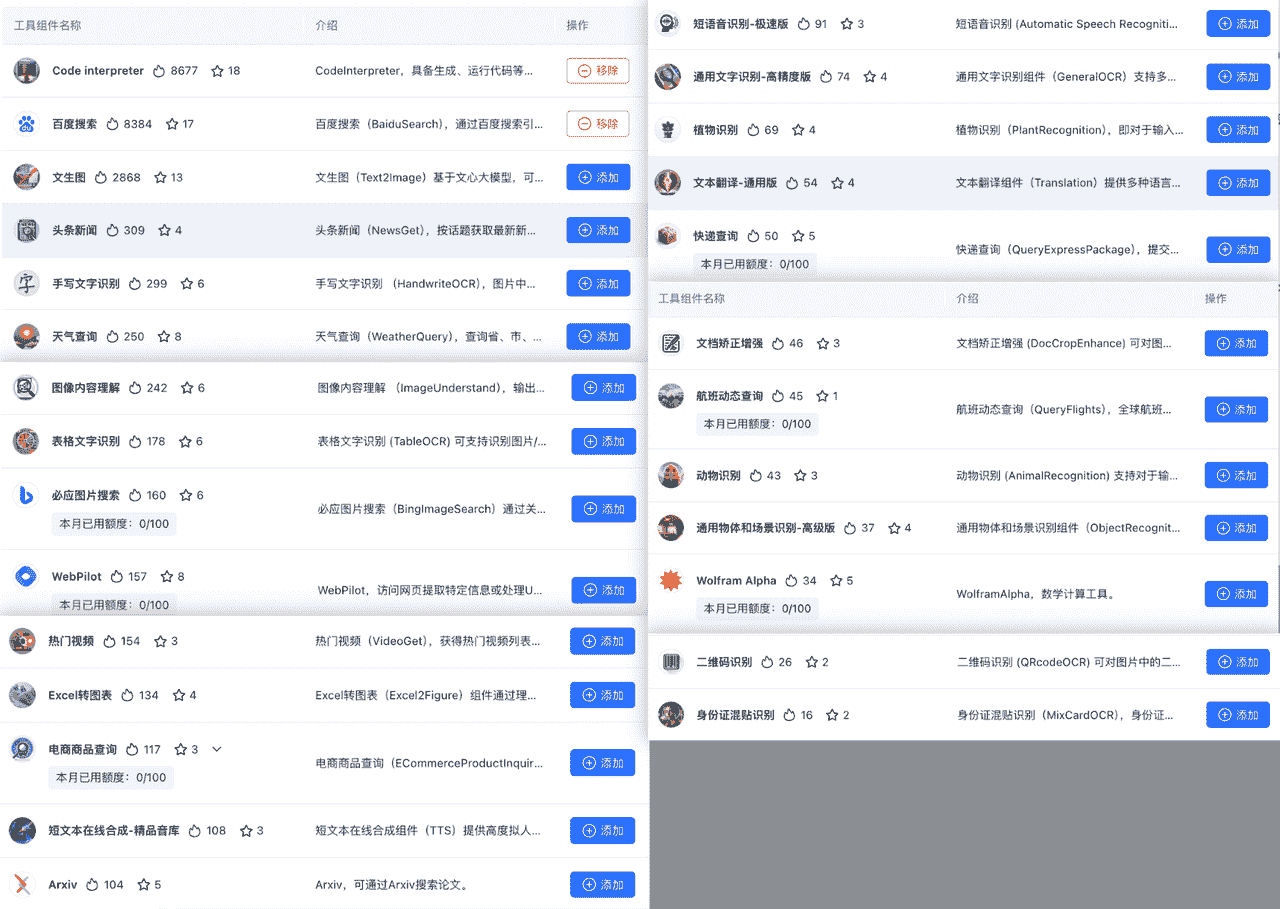 工具组件名称 介绍 操作
Code interpreter 8677 18 CodeInterpreter，具备生成、运行代码等... 移除
百度搜索 8384 17 百度搜索（BaiduSearch），通过百度搜索引... 移除
文生图 2868 13 文生图（Text2Image）基于文心大模型，可... 添加
头条新闻 309 4 头条新闻（NewsGet），按话题获取最新新... 添加
手写文字识别 299 6 手写文字识别 （HandwriteOCR），图片中... 添加
天气查询 250 8 天气查询（WeatherQuery），查询省、市、... 添加
图像内容理解 242 6 图像内容理解 （ImageUnderstand），输出... 添加
表格文字识别 178 6 表格文字识别 (TableOCR) 可支持识别图片/... 添加
必应图片搜索 160 6 必应图片搜索（BingImageSearch）通过关... 添加
本月已用额度：0/100
WebPilot 157 8 WebPilot，访问网页提取特定信息或处理U... 添加
本月已用额度：0/100
热门视频 154 3 热门视频（VideoGet），获得热门视频列表... 添加
Excel转图表 134 4 Excel转图表（Excel2Figure）组件通过理... 添加
电商商品查询 117 3 电商商品查询（ECommerceProductInquir... 添加
本月已用额度：0/100
短文本在线合成-精品音库 108 3 短文本在线合成组件（TTS）提供高度拟人... 添加
Arxiv 104 5 Arxiv，可通过Arxiv搜索论文。 添加
短语音识别-极速版 91 3 短语音识别 (Automatic Speech Recogniti... 添加
通用文字识别-高精度版 74 4 通用文字识别组件（GeneralOCR）支持多... 添加
植物识别 69 4 植物识别（PlantRecognition），即对于输入... 添加
文本翻译-通用版 54 4 文本翻译组件（Translation）提供多种语言... 添加
快递查询 50 5 快递查询（QueryExpressPackage），提交... 添加
本月已用额度：0/100
工具组件名称 介绍 操作
文档矫正增强 46 3 文档矫正增强 (DocCropEnhance) 可对图... 添加
航班动态查询 45 1 航班动态查询（QueryFlights），全球航班... 添加
本月已用额度：0/100
动物识别 43 3 动物识别 (AnimalRecognition) 支持对于输... 添加
通用物体和场景识别-高级版 37 4 通用物体和场景识别组件（ObjectRecognit... 添加
Wolfram Alpha 34 5 WolframAlpha，数学计算工具。 添加
本月已用额度：0/100
二维码识别 26 2 二维码识别 (QRcodeOCR) 可对图片中的二... 添加
身份证混贴识别 16 2 身份证混贴识别（MixCardOCR），身份证... 添加